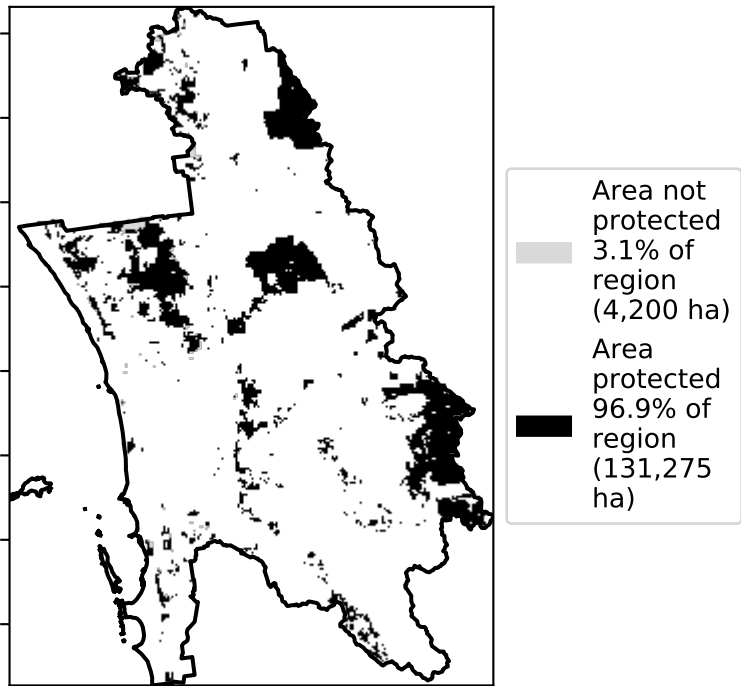 Area not
protected
3.1% of
region
(4,200 ha)
Area
protected
96.9% of
region
(131,275
ha)